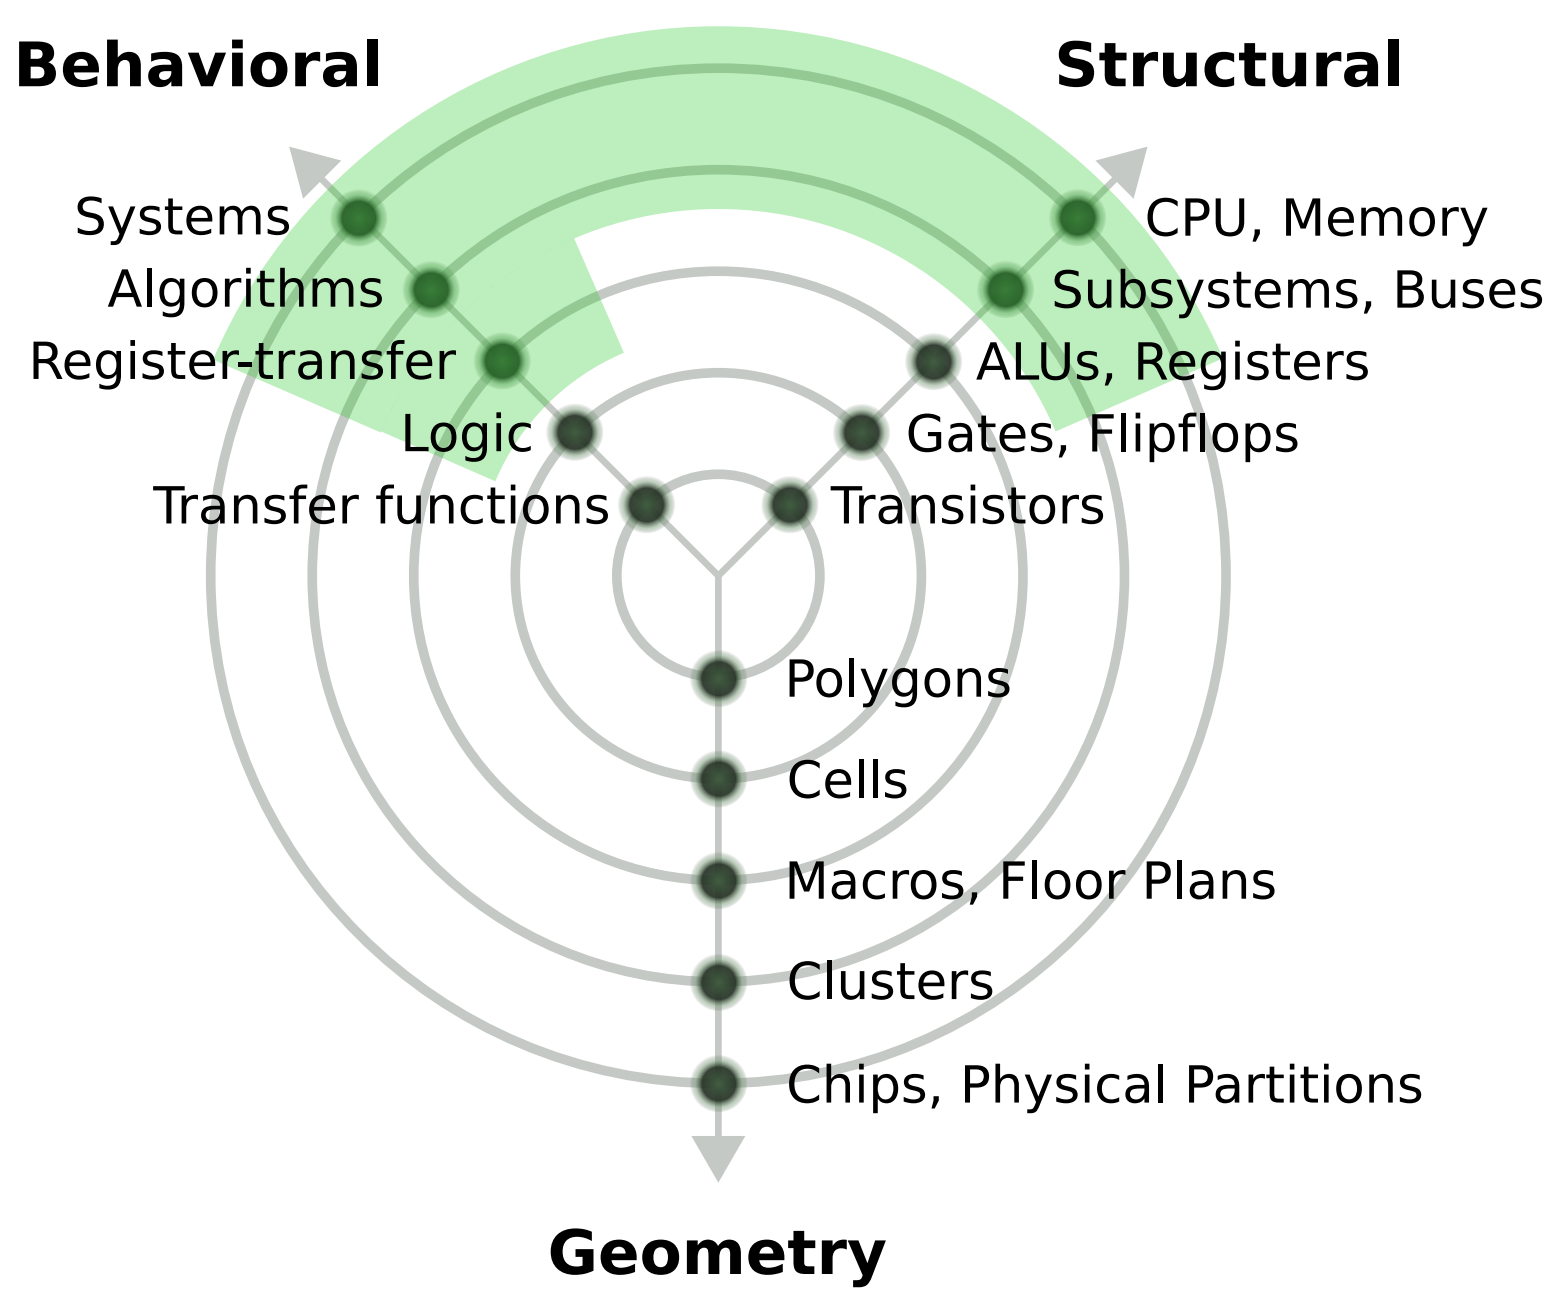 Behavioral
Structural
Systems
CPU, Memory
Algorithms
Subsystems, Buses
Register-transfer
ALUs, Registers
Logic
Gates, Flipflops
Transfer functions
Transistors
Polygons
Cells
Macros, Floor Plans
Clusters
Chips, Physical Partitions
Geometry